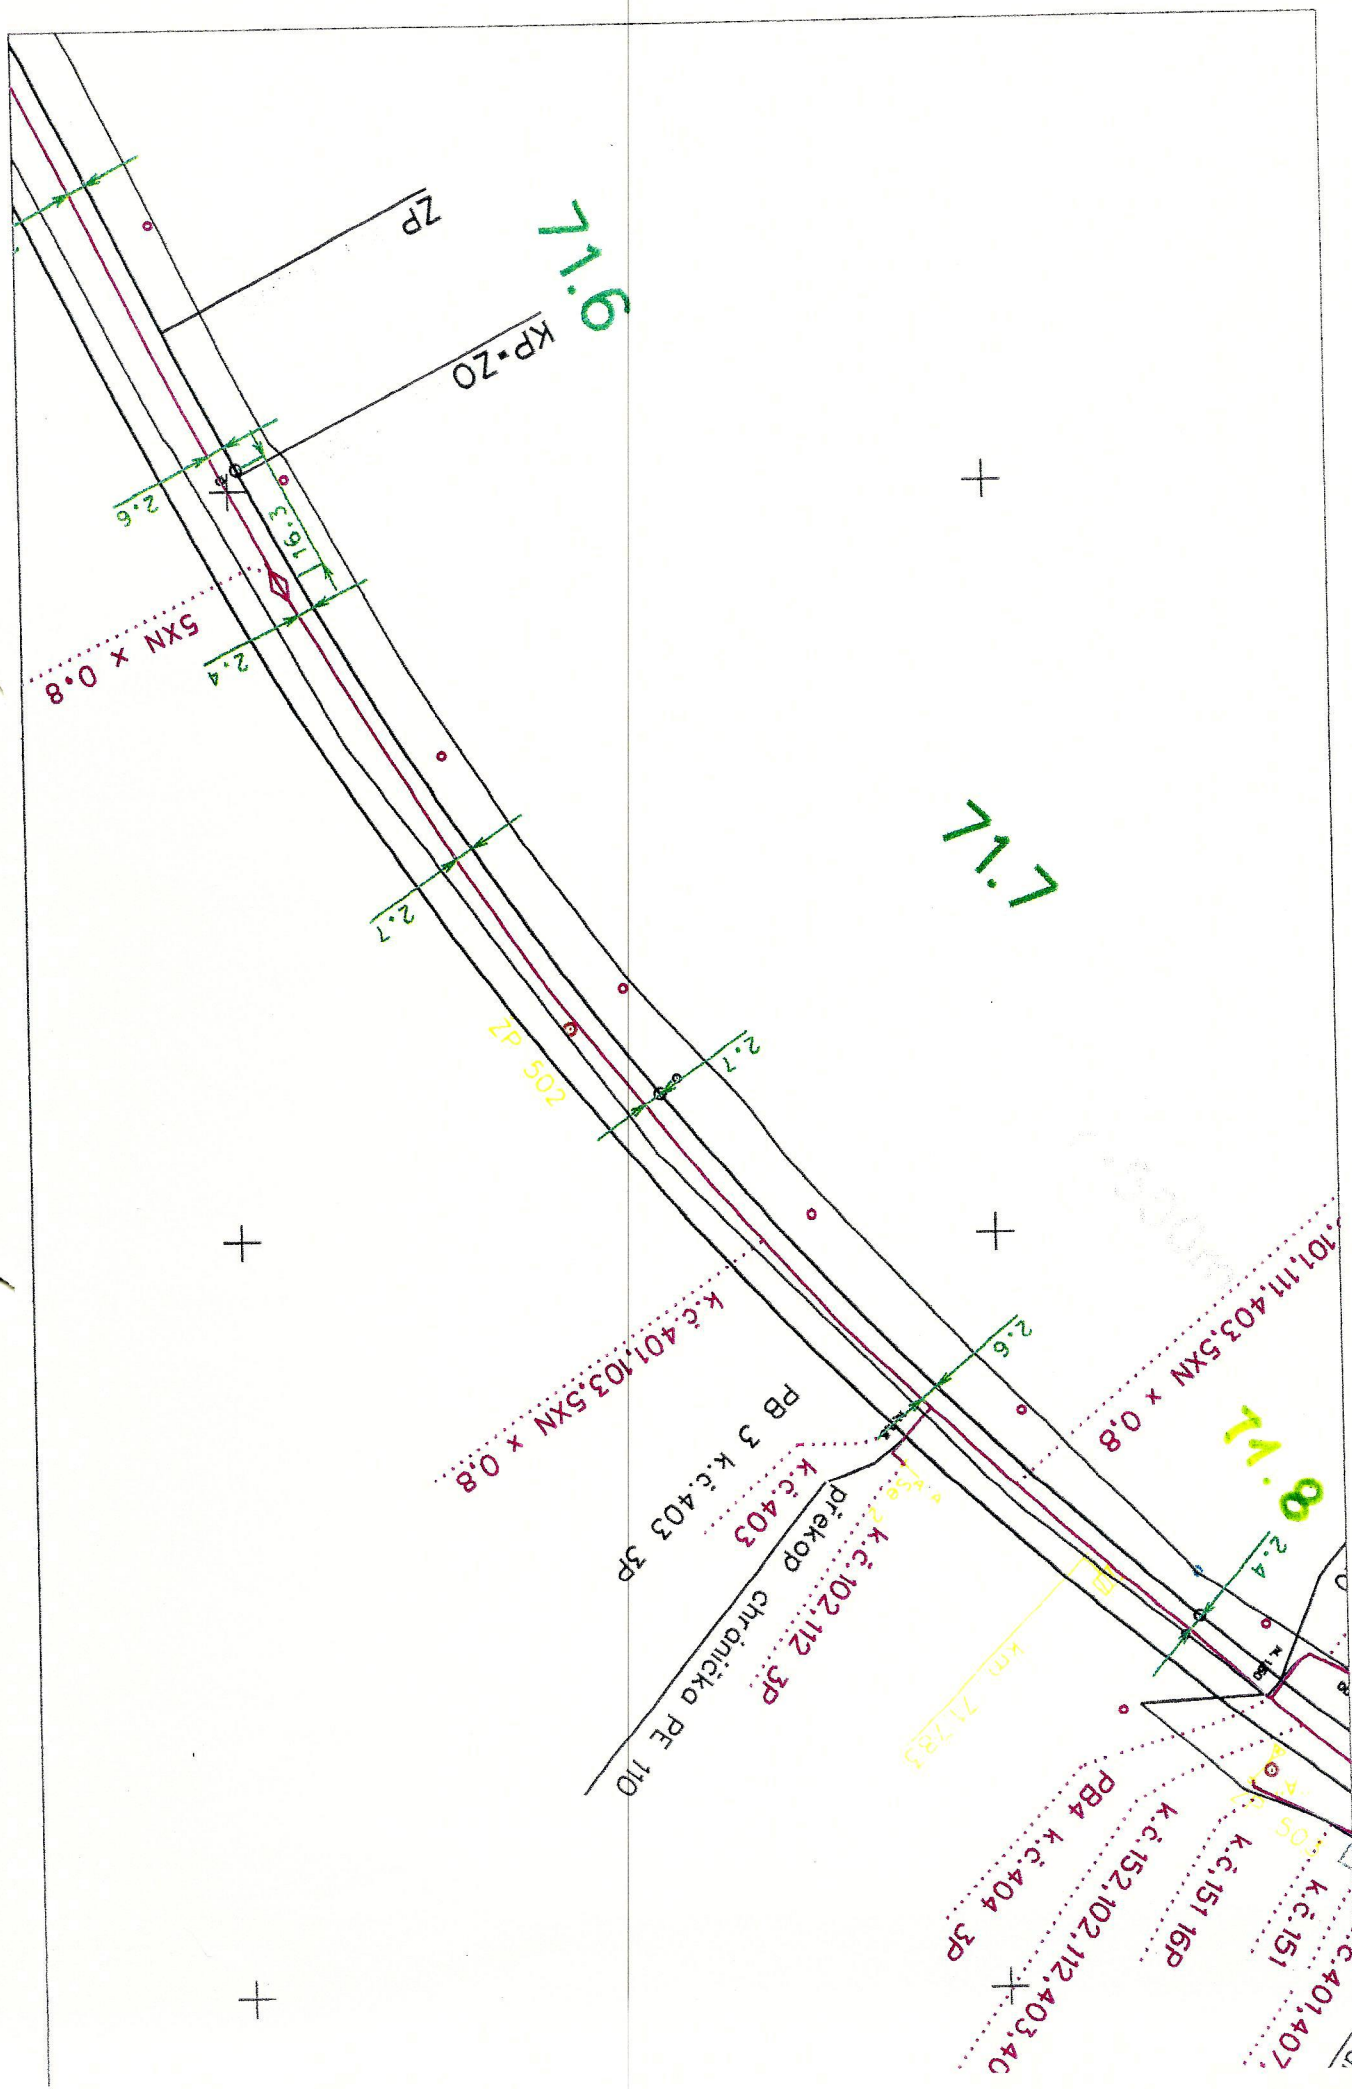 ZP
71.6
KP•ZO
2.6
16.3
5XN x 0.8
2.4
71.7
2.7
ZP 502
2.7
2.6
.101,111,403,5XN x 0,8
k.č.401,103,5XN x 0,8
PB 3 k.č.403 3P
k.č.403
překop chránička PE 110
k.č.102,112 3P
71.8
2.4
km 71,783
PB4 k.č.404 3P
k.č.152,102,112,403,40
k.č.151 16P
k.č.151
.č.401,407,